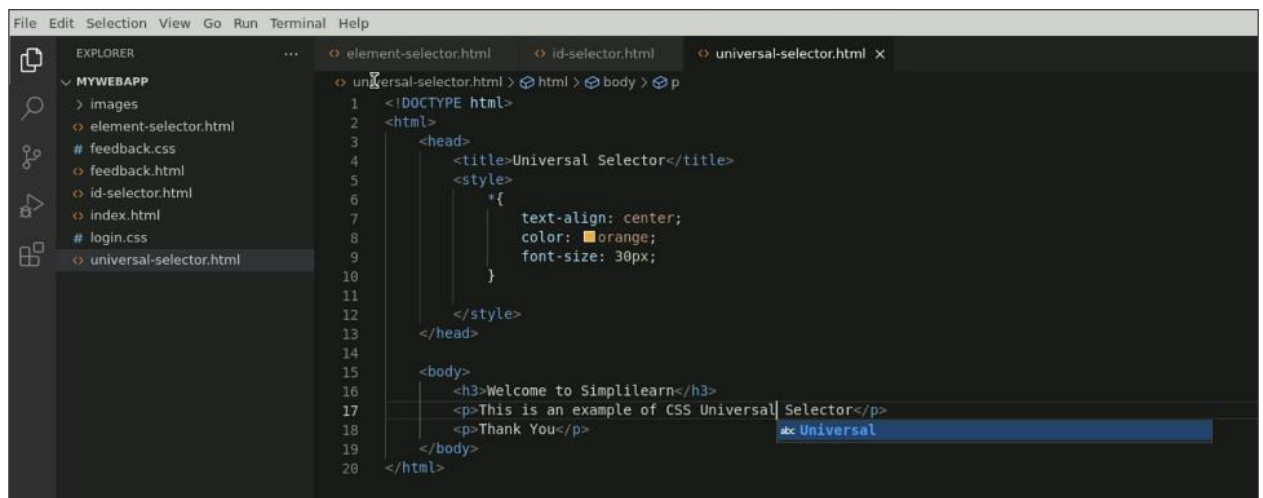 File Edit Selection View Go Run Terminal Help
EXPLORER ...
MYWEBAPP
images
element-selector.html
# feedback.css
feedback.html
id-selector.html
index.html
# login.css
universal-selector.html
element-selector.html id-selector.html universal-selector.html ×
universal-selector.html > html > body > p
1 <!DOCTYPE html>
2 <html>
3 <head>
4 <title>Universal Selector</title>
5 <style>
6 *{
7 text-align: center;
8 color: orange;
9 font-size: 30px;
10 }
11
12 </style>
13 </head>
14
15 <body>
16 <h3>Welcome to Simplilearn</h3>
17 <p>This is an example of CSS Universal Selector</p>
18 <p>Thank You</p>
abc Universal
19 </body>
20 </html>